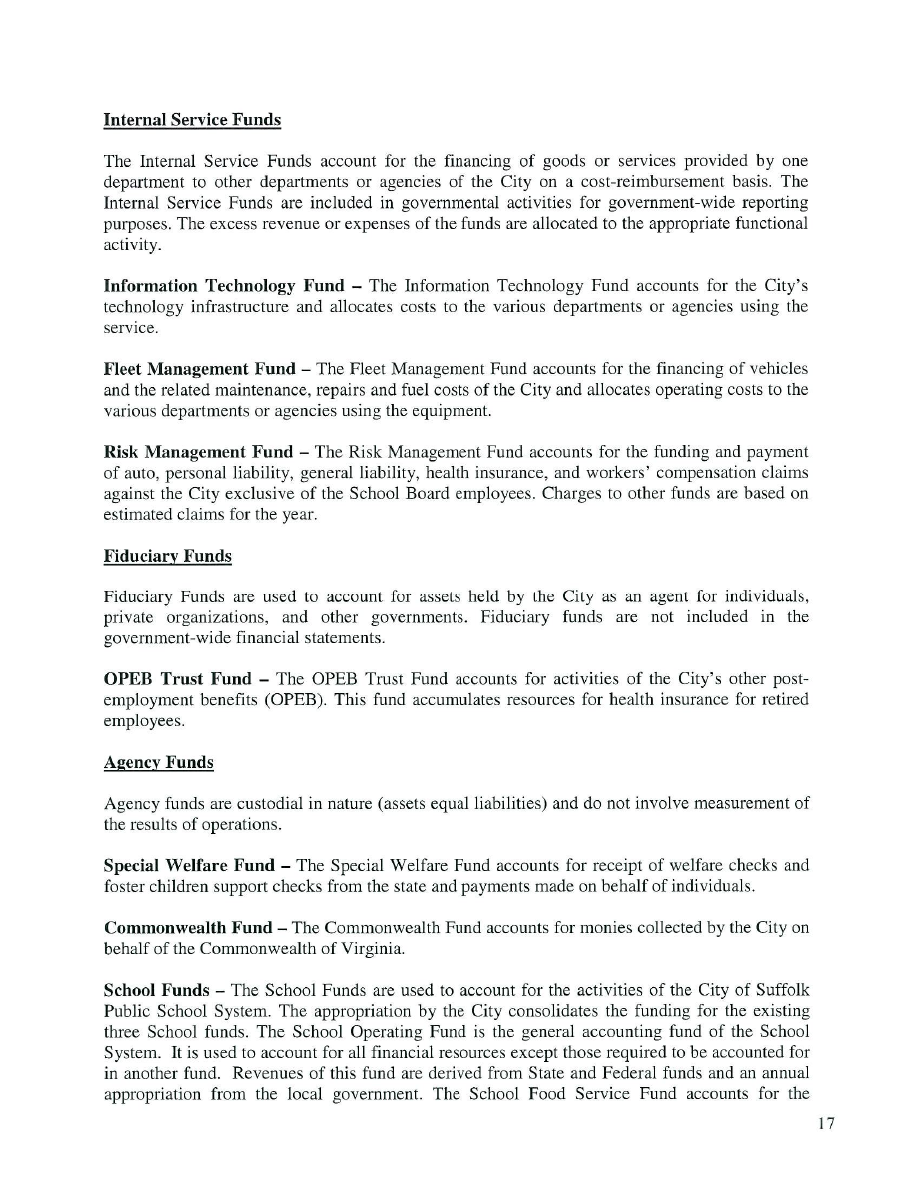 Internal Service Funds
The Internal Service Funds account for the financing of goods or services provided by one
department to other departments or agencies of the City on a cost-reimbursement basis. The
Internal Service Funds are included in governmental activities for government-wide reporting
purposes. The excess revenue or expenses of the funds are allocated to the appropriate functional
activity.
Information Technology Fund – The Information Technology Fund accounts for the City's
technology infrastructure and allocates costs to the various departments or agencies using the
service.
Fleet Management Fund – The Fleet Management Fund accounts for the financing of vehicles
and the related maintenance, repairs and fuel costs of the City and allocates operating costs to the
various departments or agencies using the equipment.
Risk Management Fund – The Risk Management Fund accounts for the funding and payment
of auto, personal liability, general liability, health insurance, and workers' compensation claims
against the City exclusive of the School Board employees. Charges to other funds are based on
estimated claims for the year.
Fiduciary Funds
Fiduciary Funds are used to account for assets held by the City as an agent for individuals,
private organizations, and other governments. Fiduciary funds are not included in the
government-wide financial statements.
OPEB Trust Fund – The OPEB Trust Fund accounts for activities of the City's other post-
employment benefits (OPEB). This fund accumulates resources for health insurance for retired
employees.
Agency Funds
Agency funds are custodial in nature (assets equal liabilities) and do not involve measurement of
the results of operations.
Special Welfare Fund – The Special Welfare Fund accounts for receipt of welfare checks and
foster children support checks from the state and payments made on behalf of individuals.
Commonwealth Fund – The Commonwealth Fund accounts for monies collected by the City on
behalf of the Commonwealth of Virginia.
School Funds – The School Funds are used to account for the activities of the City of Suffolk
Public School System. The appropriation by the City consolidates the funding for the existing
three School funds. The School Operating Fund is the general accounting fund of the School
System. It is used to account for all financial resources except those required to be accounted for
in another fund. Revenues of this fund are derived from State and Federal funds and an annual
appropriation from the local government. The School Food Service Fund accounts for the
17